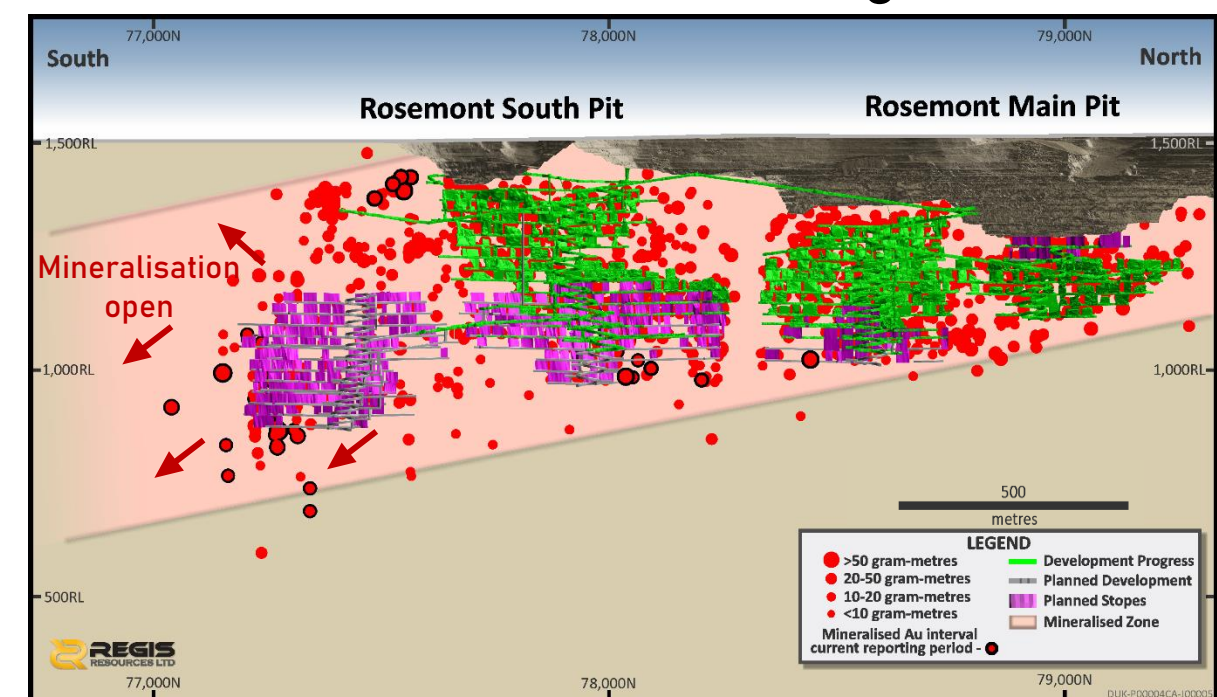 77,000N
78,000N
79,000N
South
North
Rosemont South Pit
Rosemont Main Pit
1,500RL
1,500RL
Mineralisation
open
1,000RL
1,000RL
500
metres
LEGEND
>50 gram-metres
20-50 gram-metres
10-20 gram-metres
<10 gram-metres
Mineralised Au interval
current reporting period -
Development Progress
Planned Development
Planned Stopes
Mineralised Zone
500RL
REGIS
RESOURCES LTD
77,000N
78,000N
79,000N